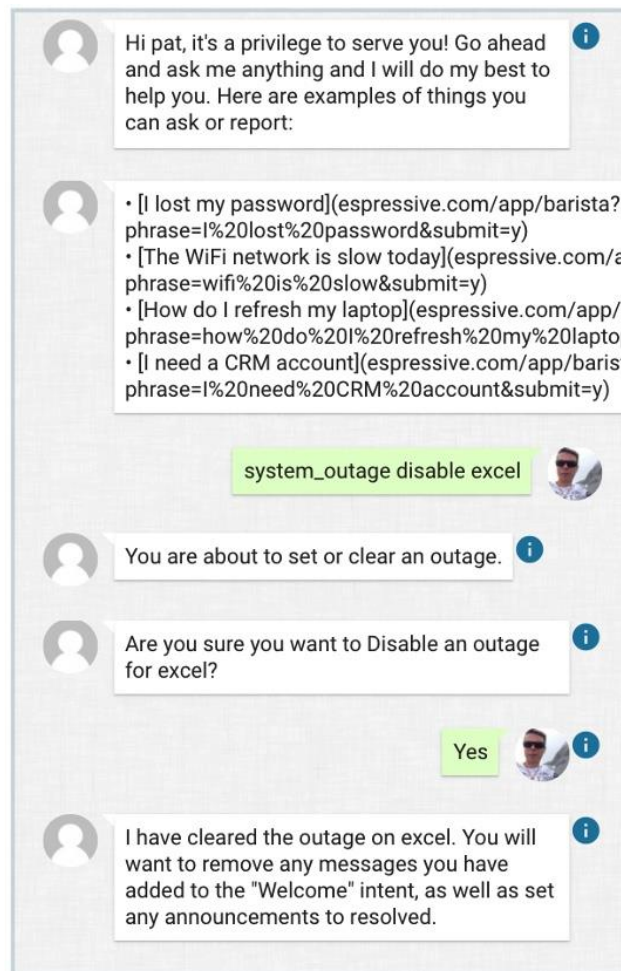 Hi pat, it's a privilege to serve you! Go ahead
and ask me anything and I will do my best to
help you. Here are examples of things you
can ask or report:
• [I lost my password](espressive.com/app/barista?
phrase=I%20lost%20password&submit=y)
• [The WiFi network is slow today](espressive.com/a
phrase=wifi%20is%20slow&submit=y)
• [How do I refresh my laptop](espressive.com/app/
phrase=how%20do%20I%20refresh%20my%20lapto
• [I need a CRM account](espressive.com/app/baris
phrase=I%20need%20CRM%20account&submit=y)
system_outage disable excel
You are about to set or clear an outage.
Are you sure you want to Disable an outage
for excel?
Yes
I have cleared the outage on excel. You will
want to remove any messages you have
added to the "Welcome" intent, as well as set
any announcements to resolved.